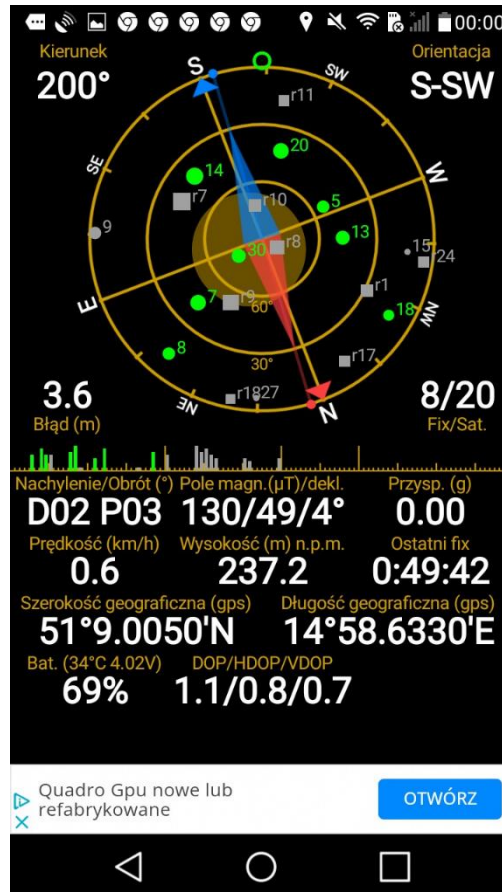 00:00
Kierunek
Orientacja
200°
S-SW
S
SW
r11
20
SE
14
W
r7
r10
5
9
13
r8
15
30
r24
E
r1
7
r9
18
NW
60°
8
30°
r17
3.6
NE
r18
27
N
8/20
Błąd (m)
Fix/Sat.
Nachylenie/Obrót (°) Pole magn.(µT)/dekl. Przysp. (g)
D02 P03 130/49/4° 0.00
Prędkość (km/h) Wysokość (m) n.p.m. Ostatni fix
0.6 237.2 0:49:42
Szerokość geograficzna (gps) Długość geograficzna (gps)
51°9.0050'N 14°58.6330'E
Bat. (34°C 4.02V) DOP/HDOP/VDOP
69% 1.1/0.8/0.7
Quadro Gpu nowe lub
refabrykowane
OTWÓRZ